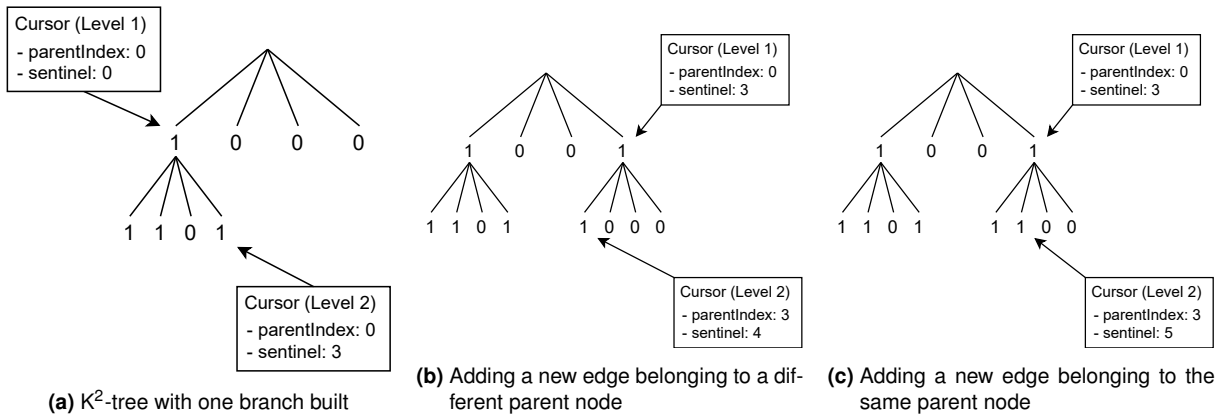 Cursor (Level 1)
- parentIndex: 0
- sentinel: 0
1 0 0 0
1 1 0 1
Cursor (Level 2)
- parentIndex: 0
- sentinel: 3
(a) K²-tree with one branch built
Cursor (Level 1)
- parentIndex: 0
- sentinel: 3
1 0 0 1
1 1 0 1 1 0 0 0
Cursor (Level 2)
- parentIndex: 3
- sentinel: 4
(b) Adding a new edge belonging to a dif-
ferent parent node
Cursor (Level 1)
- parentIndex: 0
- sentinel: 3
1 0 0 1
1 1 0 1 1 1 0 0
Cursor (Level 2)
- parentIndex: 3
- sentinel: 5
(c) Adding a new edge belonging to the
same parent node